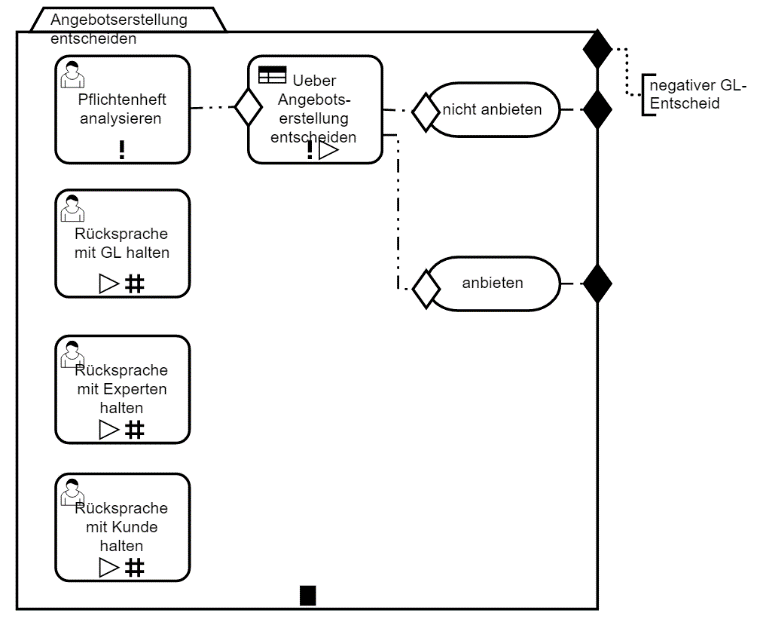 Angebotserstellung
entscheiden
Pflichtenheft
analysieren
!
Ueber
Angebots-
erstellung
entscheiden
!
nicht anbieten
negativer GL-
Entscheid
Rücksprache
mit GL halten
#
anbieten
Rücksprache
mit Experten
halten
#
Rücksprache
mit Kunde
halten
#